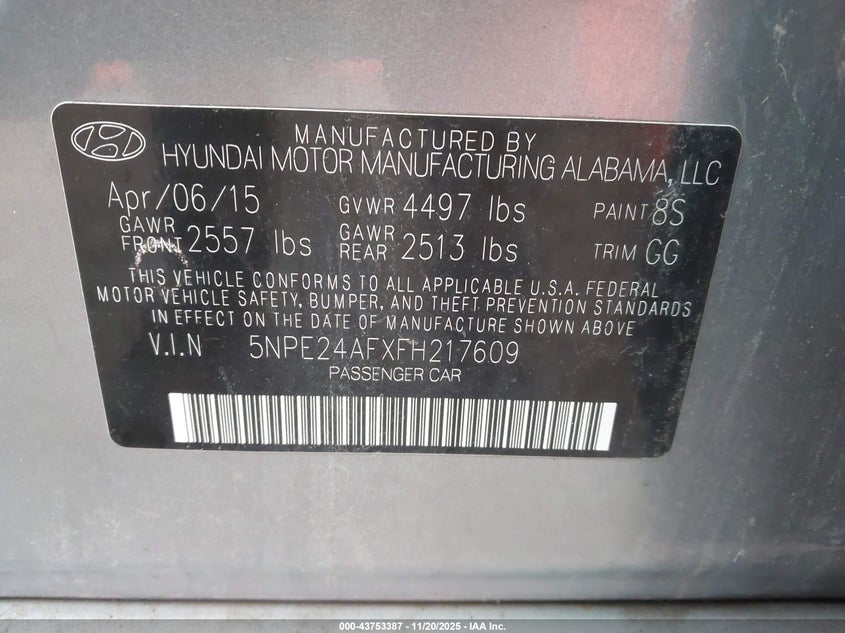 MANUFACTURED BY
HYUNDAI MOTOR MANUFACTURING ALABAMA, LLC
Apr/06/15 GVWR 4497 lbs PAINT 8S
GAWR FRONT 2557 lbs GAWR REAR 2513 lbs TRIM GG
THIS VEHICLE CONFORMS TO ALL APPLICABLE U.S.A. FEDERAL
MOTOR VEHICLE SAFETY, BUMPER, AND THEFT PREVENTION STANDARDS
IN EFFECT ON THE DATE OF MANUFACTURE SHOWN ABOVE
V.I.N 5NPE24AFXFH217609
PASSENGER CAR
000-43753387 - 11/20/2025 - IAA Inc.